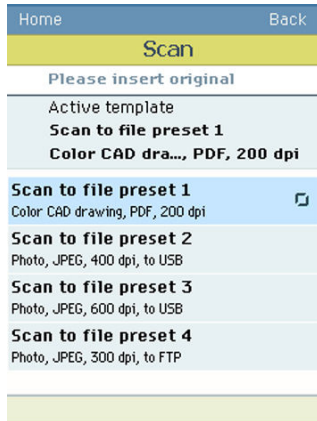 Home Back
Scan
Please insert original
Active template
Scan to file preset 1
Color CAD dra..., PDF, 200 dpi
Scan to file preset 1
Color CAD drawing, PDF, 200 dpi
Scan to file preset 2
Photo, JPEG, 400 dpi, to USB
Scan to file preset 3
Photo, JPEG, 600 dpi, to USB
Scan to file preset 4
Photo, JPEG, 300 dpi, to FTP